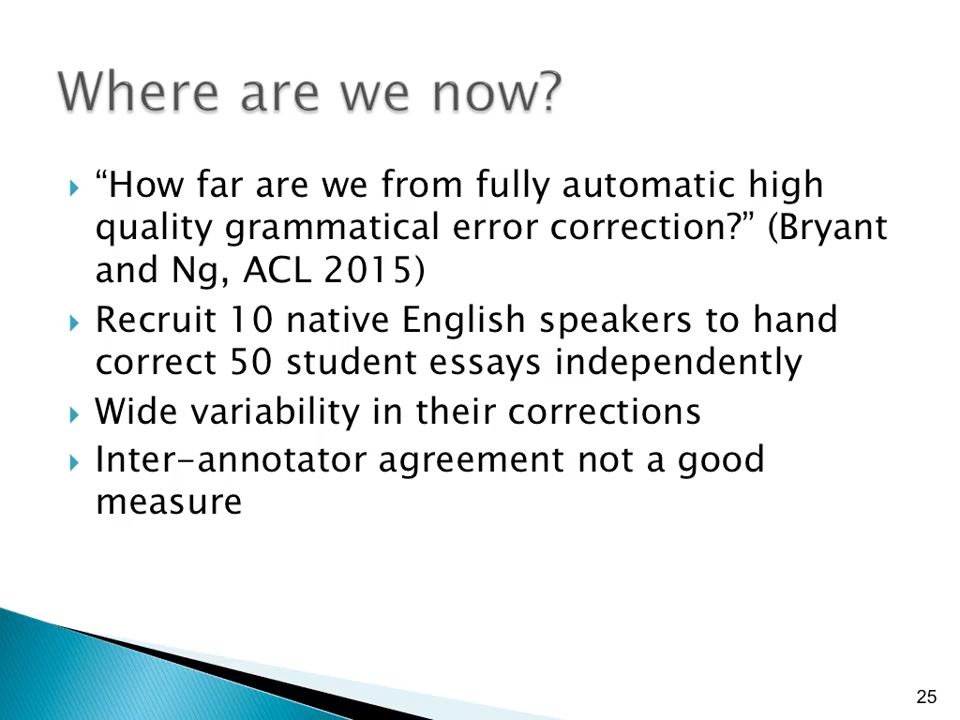 Where are we now?
“How far are we from fully automatic high
quality grammatical error correction?” (Bryant
and Ng, ACL 2015)
Recruit 10 native English speakers to hand
correct 50 student essays independently
Wide variability in their corrections
Inter-annotator agreement not a good
measure
25